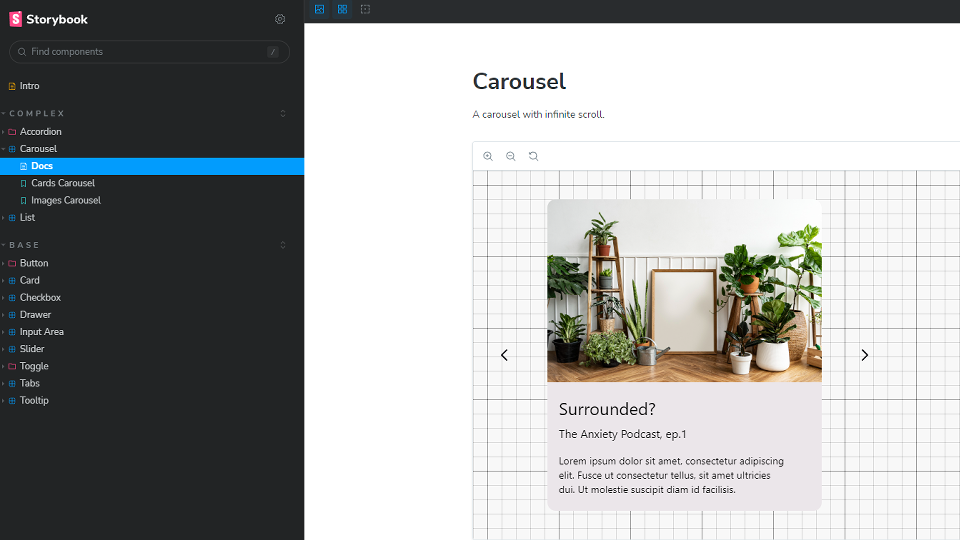 Storybook
Find components
/
Intro
COMPLEX
Accordion
Carousel
Docs
Cards Carousel
Images Carousel
List
BASE
Button
Card
Checkbox
Drawer
Input Area
Slider
Toggle
Tabs
Tooltip
Carousel
A carousel with infinite scroll.
Surrounded?
The Anxiety Podcast, ep.1
Lorem ipsum dolor sit amet, consectetur adipiscing
elit. Fusce ut consectetur tellus, sit amet ultricies
dui. Ut molestie suscipit diam id facilisis.